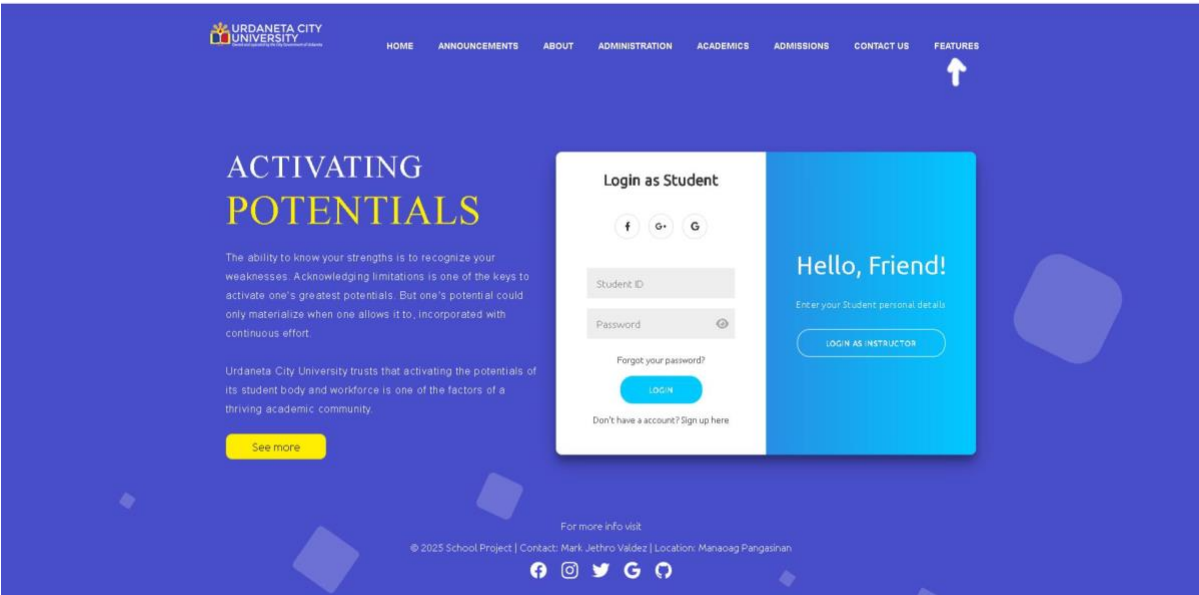 URDANETA CITY
UNIVERSITY
HOME
ANNOUNCEMENTS
ABOUT
ADMINISTRATION
ACADEMICS
ADMISSIONS
CONTACT US
FEATURES
ACTIVATING
POTENTIALS
The ability to know your strengths is to recognize your
weaknesses. Acknowledging limitations is one of the keys to
activate one's greatest potentials. But one's potential could
only materialize when one allows it to, incorporated with
continuous effort.
Urdaneta City University trusts that activating the potentials of
its student body and workforce is one of the factors of a
thriving academic community.
See more
Login as Student
Student ID
Password
Forgot your password?
LOGIN
Don't have a account? Sign up here
Hello, Friend!
Enter your Student personal details
LOGIN AS INSTRUCTOR
For more info visit
© 2025 School Project | Contact: Mark Jethro Valdez | Location: Manaoag Pangasinan